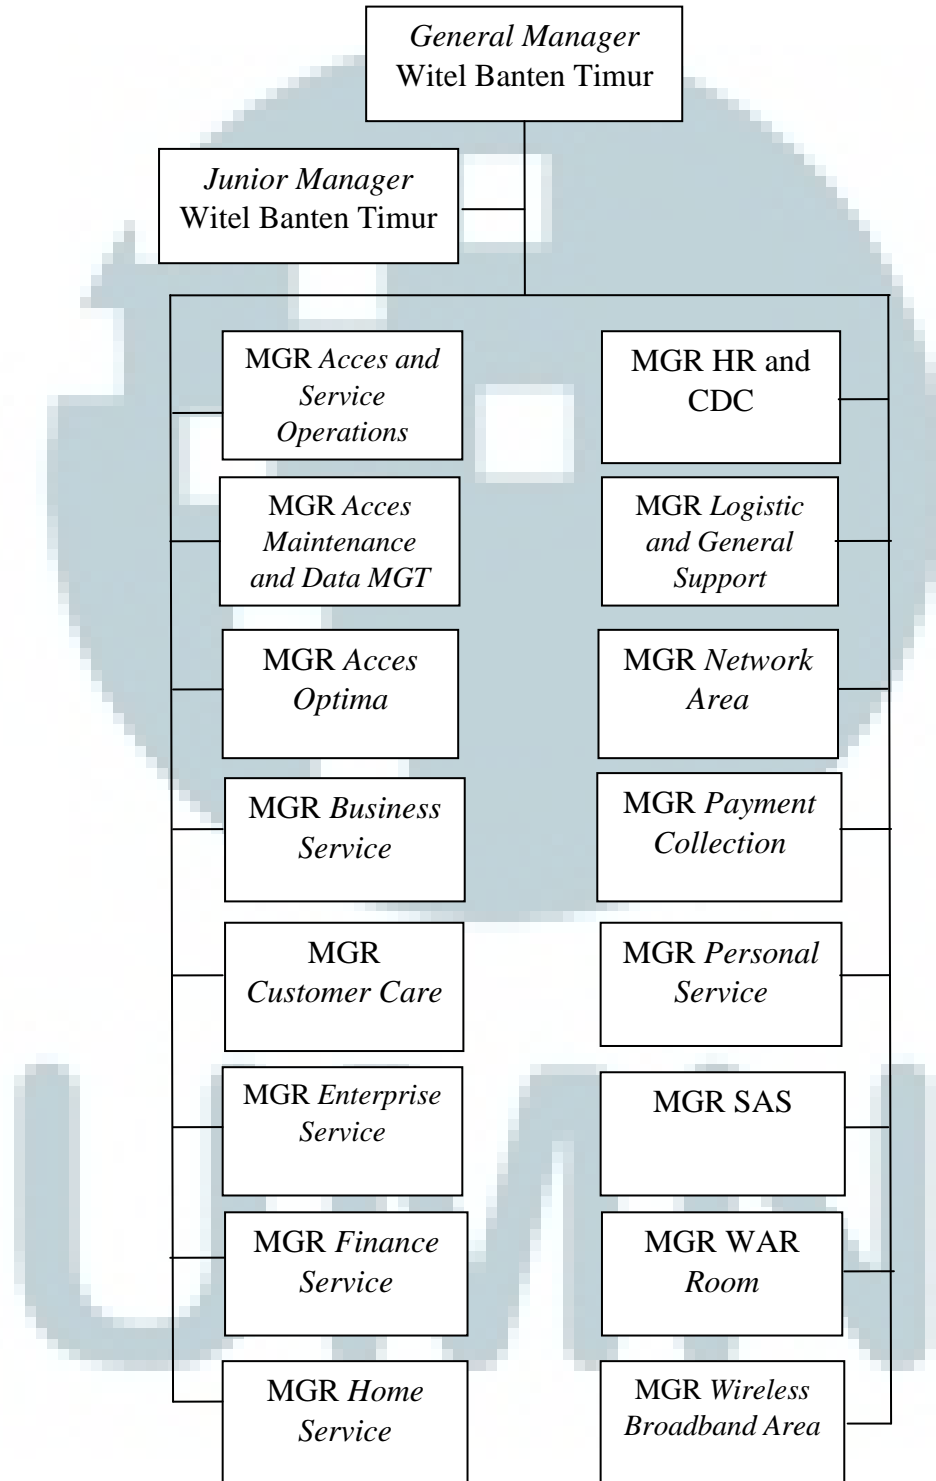 General Manager
Witel Banten Timur
Junior Manager
Witel Banten Timur
MGR Acces and
Service
Operations
MGR HR and
CDC
MGR Acces
Maintenance
and Data MGT
MGR Logistic
and General
Support
MGR Acces
Optima
MGR Network
Area
MGR Business
Service
MGR Payment
Collection
MGR
Customer Care
MGR Personal
Service
MGR Enterprise
Service
MGR SAS
MGR Finance
Service
MGR WAR
Room
MGR Home
Service
MGR Wireless
Broadband Area
UMN